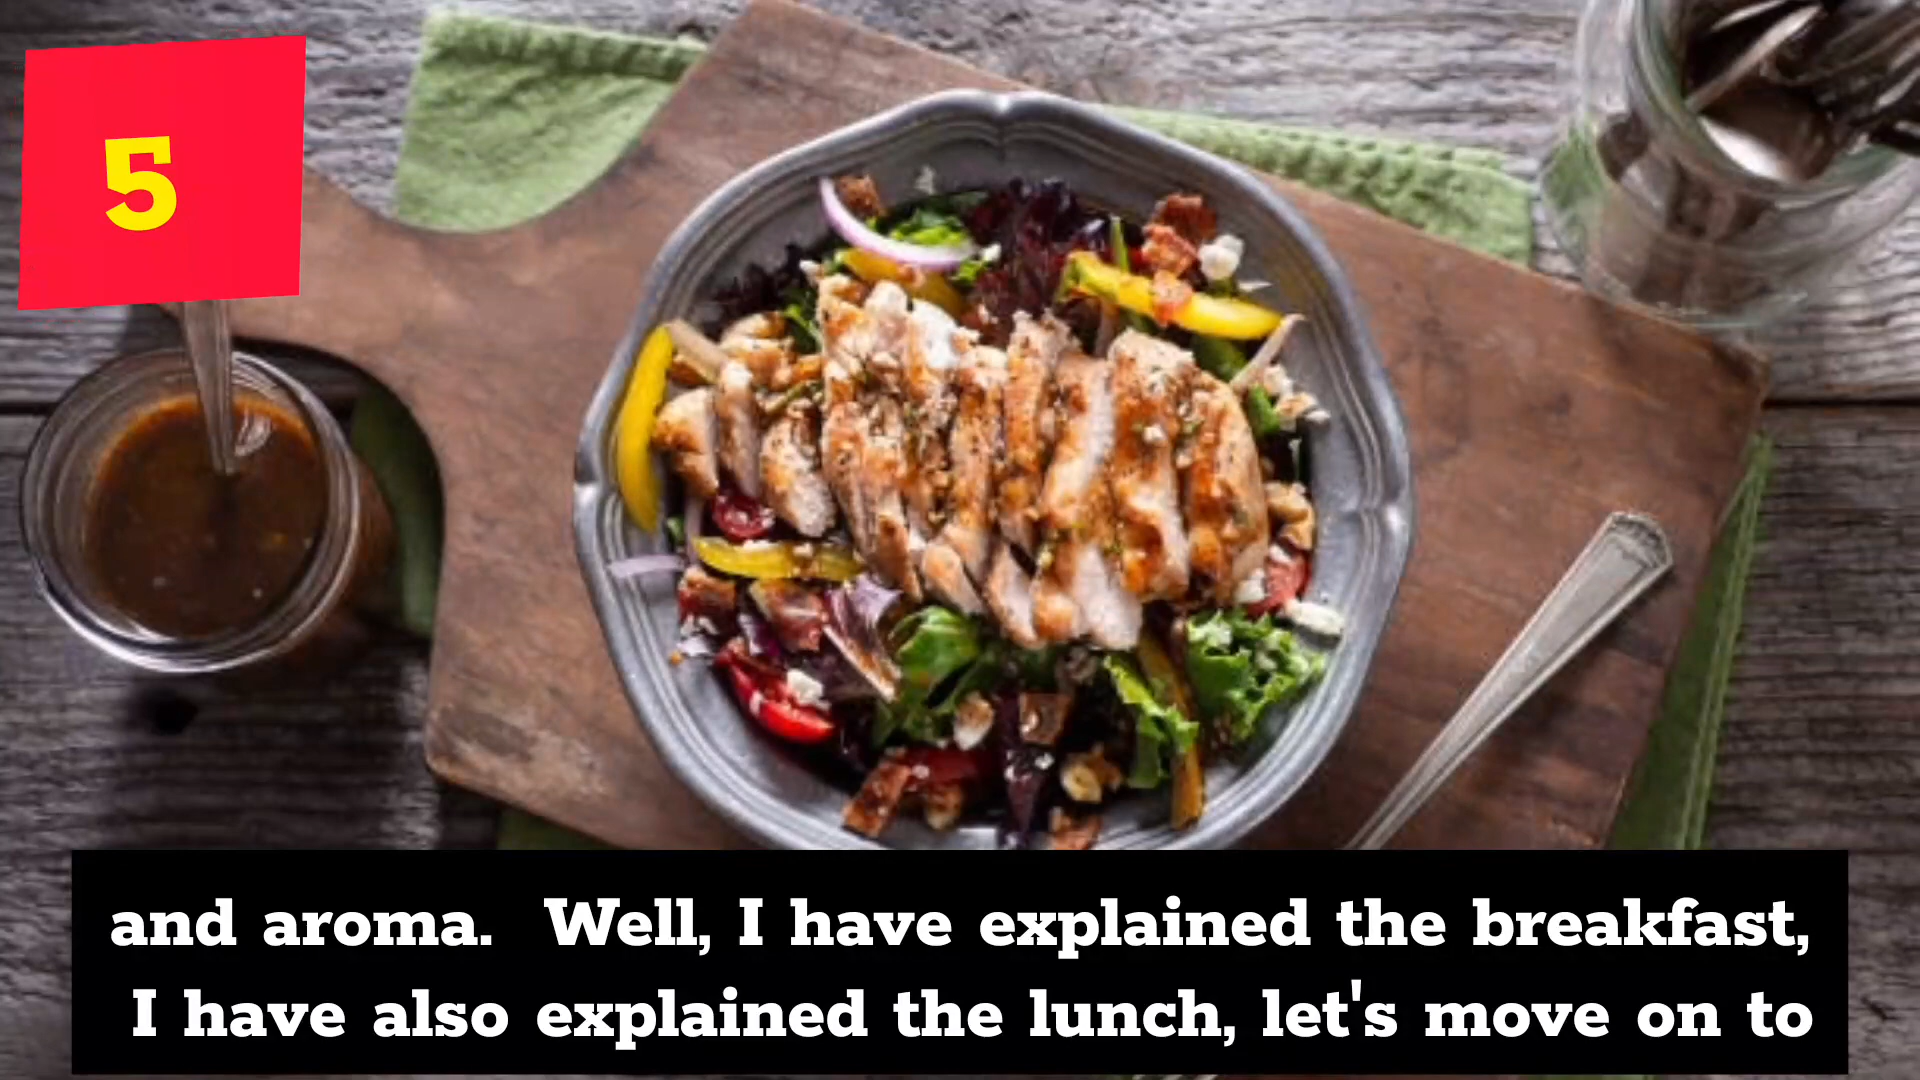 5
and aroma. Well, I have explained the breakfast,
I have also explained the lunch, let's move on to